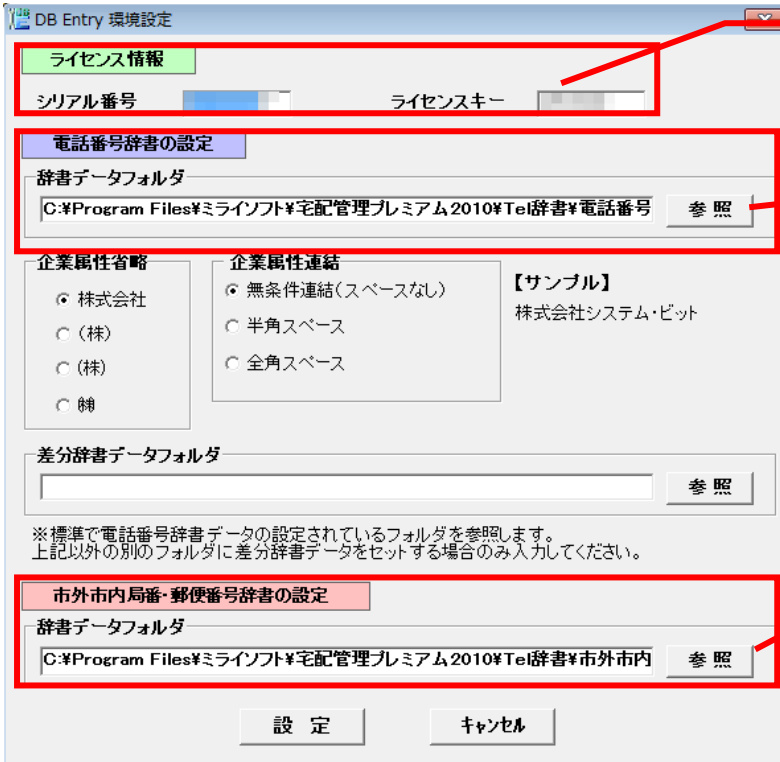 DB Entry 環境設定
ライセンス情報
シリアル番号 ライセンスキー
電話番号辞書の設定
辞書データフォルダ
C:¥Program Files¥ミライソフト¥宅配管理プレミアム2010¥Tel辞書¥電話番号 参 照
企業属性省略 企業属性連結
株式会社 無条件連結(スペースなし) 【サンプル】
(株) 半角スペース 株式会社システム・ビット
(株) 全角スペース
㈱
差分辞書データフォルダ
参 照
※標準で電話番号辞書データの設定されているフォルダを参照します。
上記以外の別のフォルダに差分辞書データをセットする場合のみ入力してください。
市外市内局番・郵便番号辞書の設定
辞書データフォルダ
C:¥Program Files¥ミライソフト¥宅配管理プレミアム2010¥Tel辞書¥市外市内 参 照
設 定 キャンセル